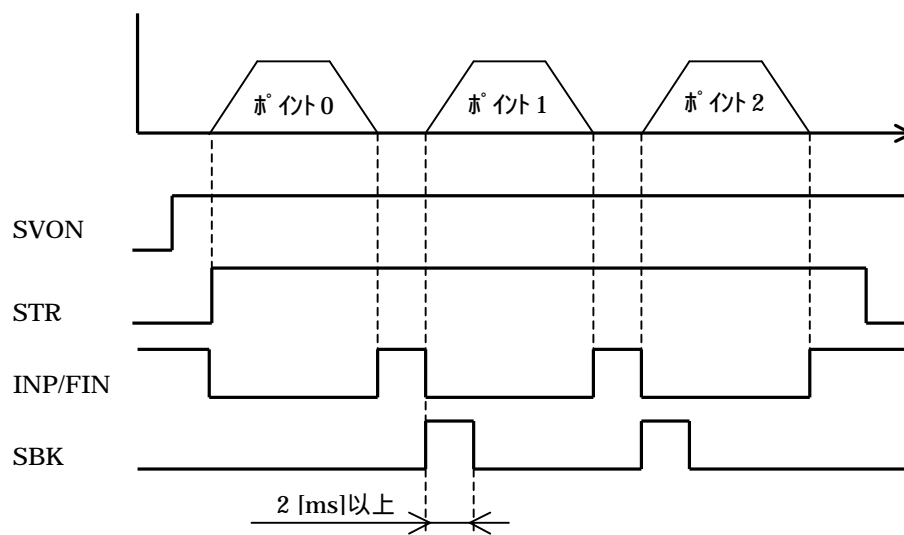 ﾎﾟｲﾝﾄ 0
ﾎﾟｲﾝﾄ 1
ﾎﾟｲﾝﾄ 2
SVON
STR
INP/FIN
SBK
2 [ms]以上